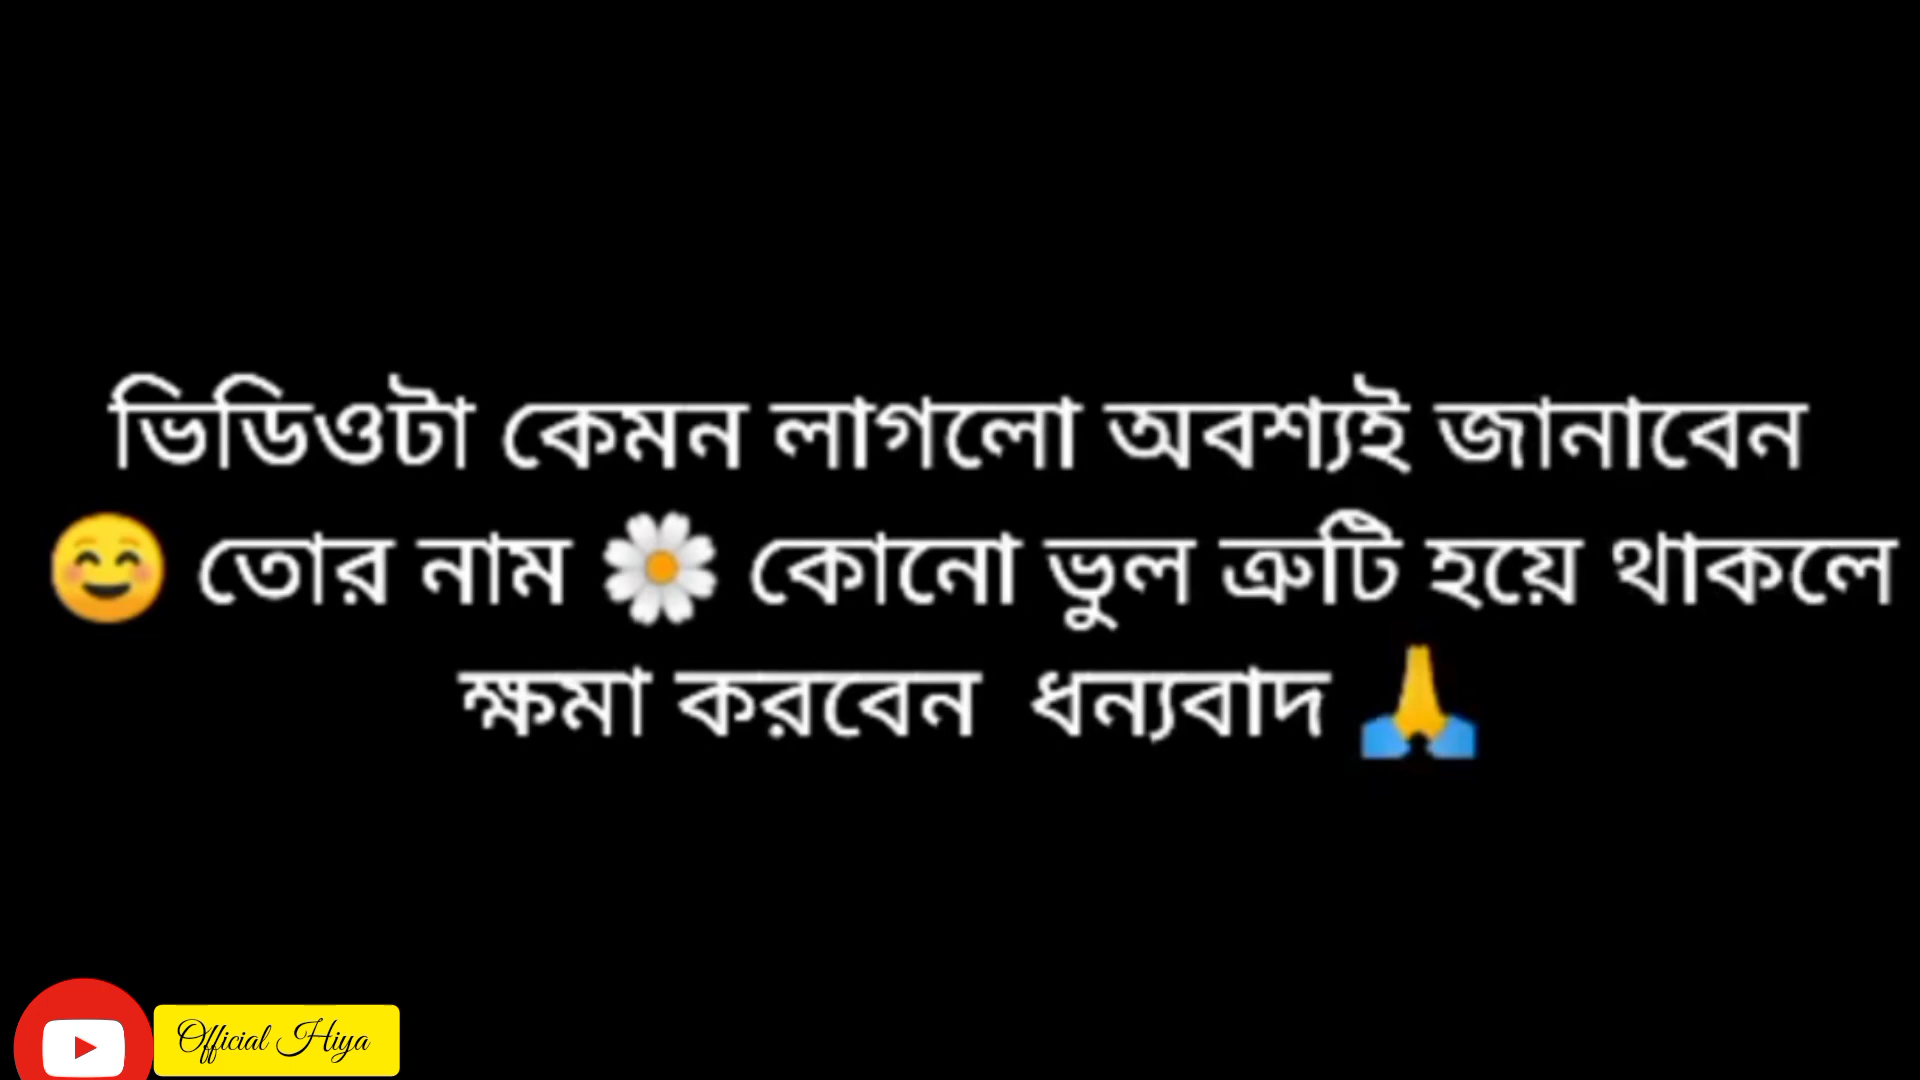 ভিডিওটা কেমন লাগলো অবশ্যই জানাবেন
☺️ তোর নাম 🌼 কোনো ভুল ত্রুটি হয়ে থাকলে
ক্ষমা করবেন ধন্যবাদ 🙏
Official Hiya